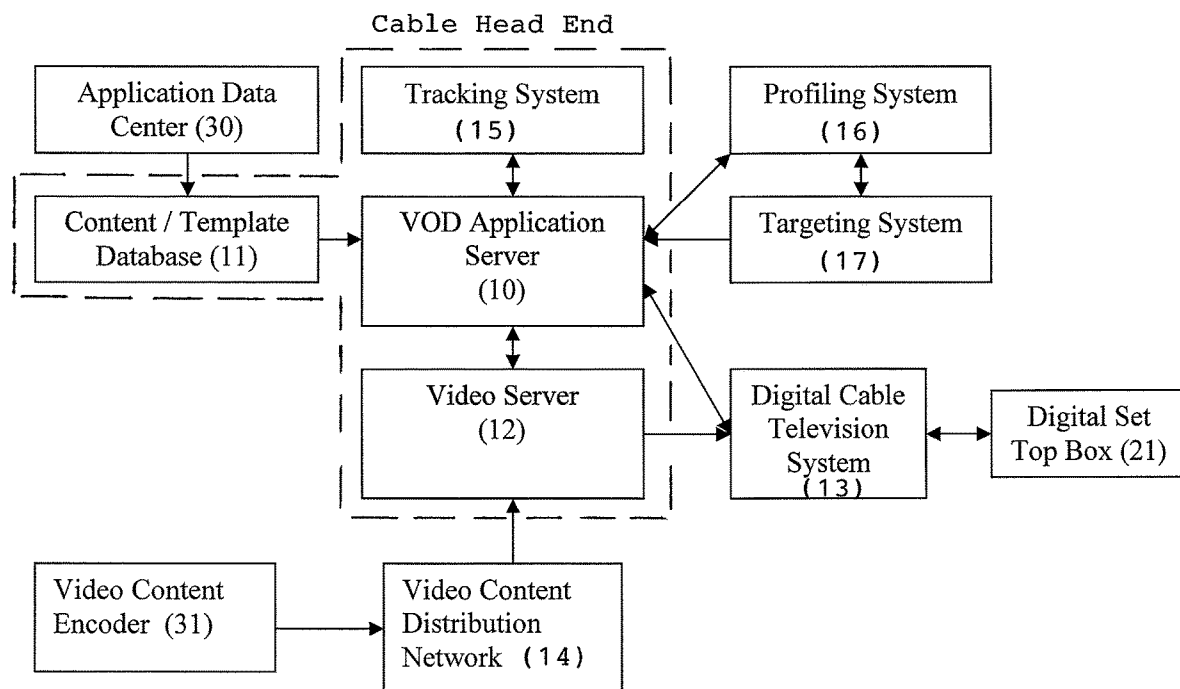 Cable Head End
Application Data
Center (30)
Tracking System
(15)
Profiling System
(16)
Content / Template
Database (11)
VOD Application
Server
(10)
Targeting System
(17)
Video Server
(12)
Digital Cable
Television
System
(13)
Digital Set
Top Box (21)
Video Content
Encoder (31)
Video Content
Distribution
Network (14)